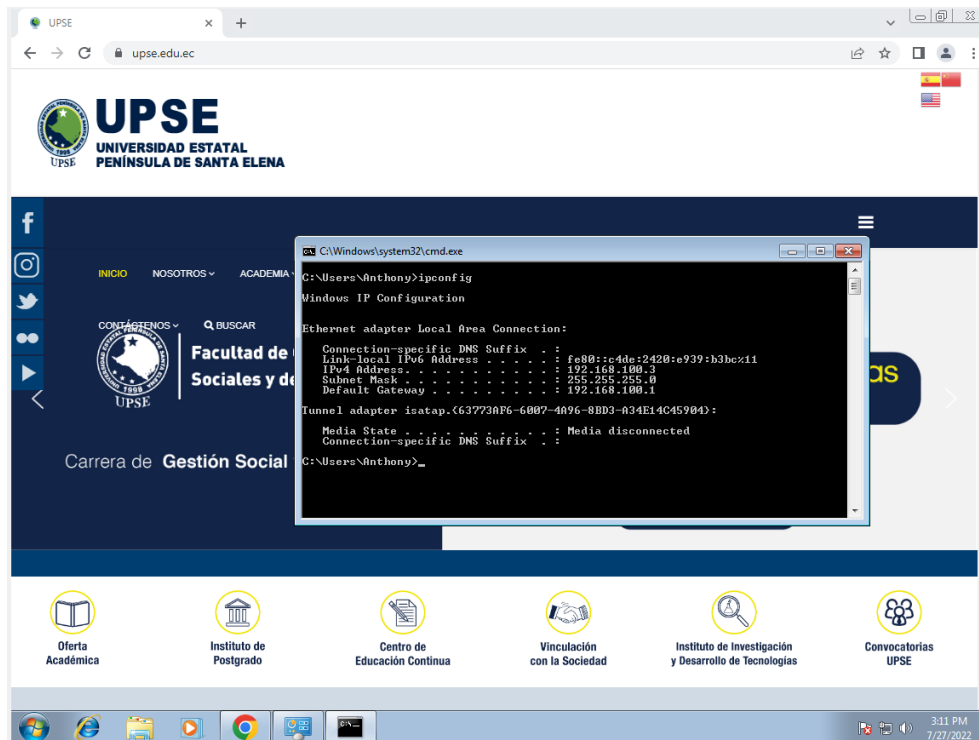 UPSE
upse.edu.ec
UPSE
UNIVERSIDAD ESTATAL
PENÍNSULA DE SANTA ELENA
UPSE
INICIO NOSOTROS ACADEMIA
CONTÁCTENOS BUSCAR
Facultad de
Sociales y de
UPSE
Carrera de Gestión Social
as
C:\Windows\system32\cmd.exe
C:\Users\Anthony>ipconfig
Windows IP Configuration
Ethernet adapter Local Area Connection:
Connection-specific DNS Suffix . :
Link-local IPv6 Address . . . . . : fe80::c4de:2420:e939:b3bc%11
IPv4 Address. . . . . . . . . . . : 192.168.100.3
Subnet Mask . . . . . . . . . . . : 255.255.255.0
Default Gateway . . . . . . . . . : 192.168.100.1
Tunnel adapter isatap.{63773AF6-6007-4A96-8BD3-A34E14C45904}:
Media State . . . . . . . . . . . : Media disconnected
Connection-specific DNS Suffix . :
C:\Users\Anthony>_
Oferta
Académica
Instituto de
Postgrado
Centro de
Educación Continua
Vinculación
con la Sociedad
Instituto de Investigación
y Desarrollo de Tecnologías
Convocatorias
UPSE
3:11 PM
7/27/2022